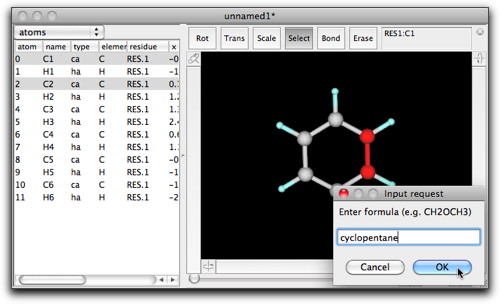 unnamed1*
atoms
Rot Trans Scale Select Bond Erase RES1:C1
atom name type elemen residue x
0 C1 ca C RES.1 -0
1 H1 ha H RES.1 -1
2 C2 ca C RES.1 0.
3 H2 ha H RES.1 1.2
4 C3 ca C RES.1 1.
5 H3 ha H RES.1 2.4
6 C4 ca C RES.1 0.6
7 H4 ha H RES.1 1.
8 C5 ca C RES.1 -0
9 H5 ha H RES.1 -1
10 C6 ca C RES.1 -1
11 H6 ha H RES.1 -2
Input request
Enter formula (e.g. CH2OCH3)
cyclopentane
Cancel OK